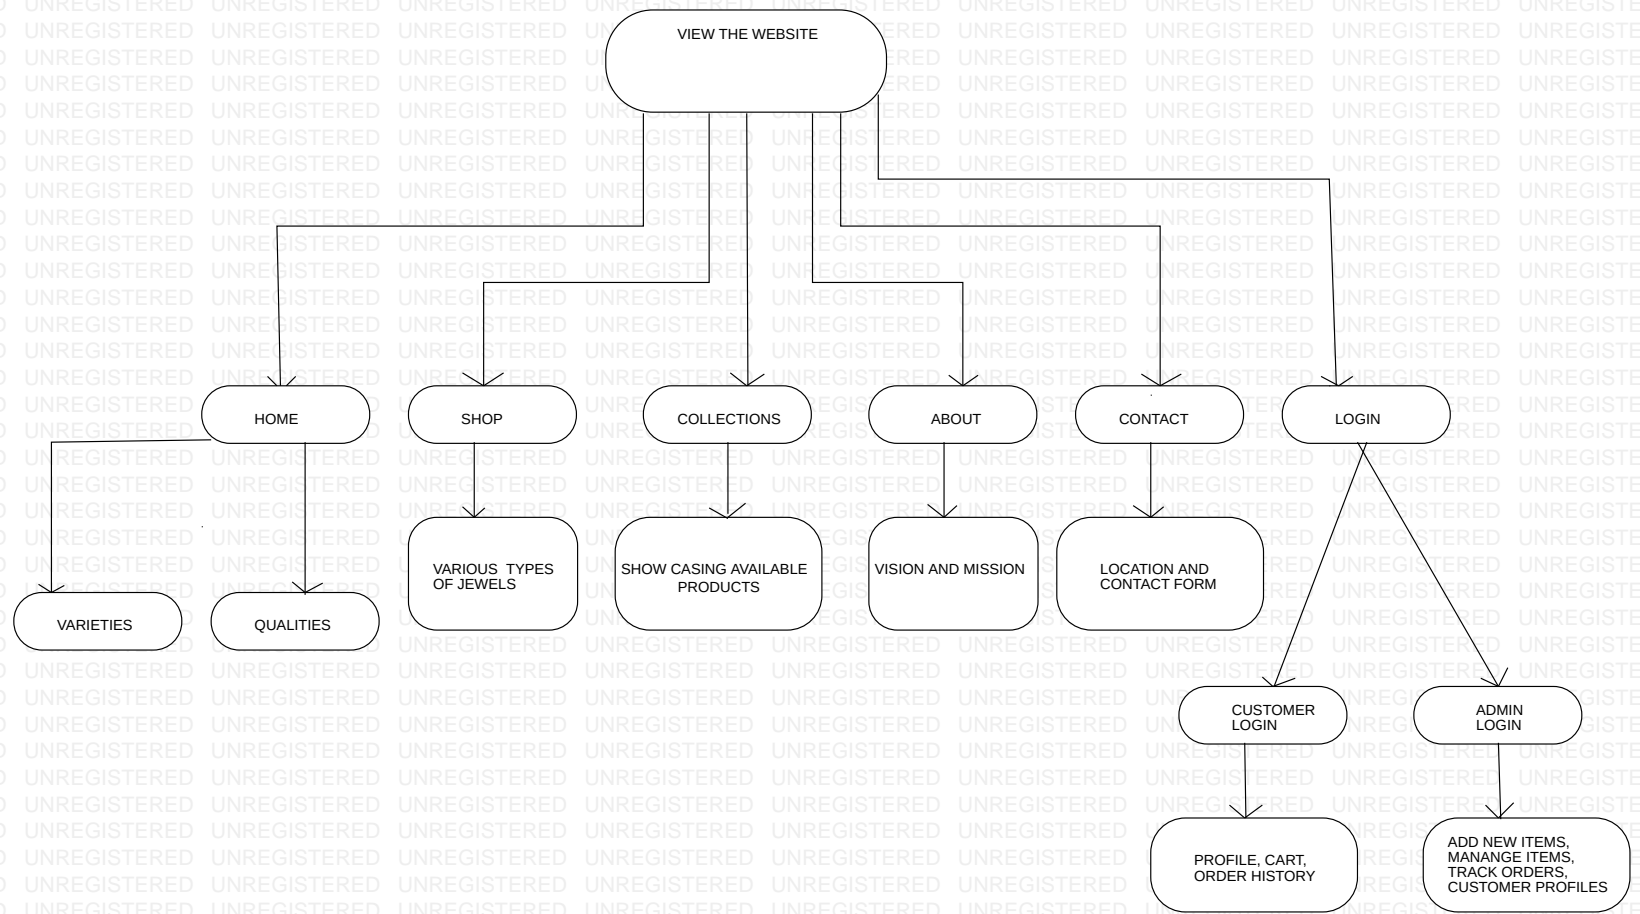 VIEW THE WEBSITE
HOME
SHOP
COLLECTIONS
ABOUT
CONTACT
LOGIN
VARIETIES
QUALITIES
VARIOUS TYPES
OF JEWELS
SHOW CASING AVAILABLE
PRODUCTS
VISION AND MISSION
LOCATION AND
CONTACT FORM
CUSTOMER
LOGIN
ADMIN
LOGIN
PROFILE, CART,
ORDER HISTORY
ADD NEW ITEMS,
MANANGE ITEMS,
TRACK ORDERS,
CUSTOMER PROFILES
UNREGISTERED